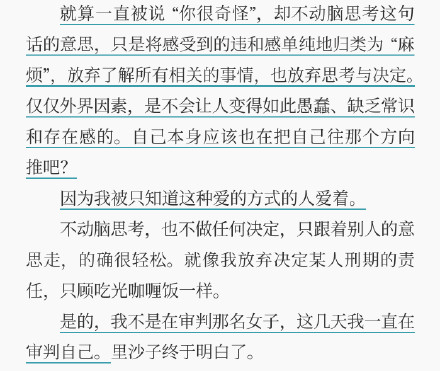 就算一直被说“你很奇怪”，却不动脑思考这句
话的意思，只是将感受到的违和感单纯地归类为“麻
烦”，放弃了解所有相关的事情，也放弃思考与决定。
仅仅外界因素，是不会让人变得如此愚蠢、缺乏常识
和存在感的。自己本身应该也在把自己往那个方向
推吧？
因为我被只知道这种爱的方式的人爱着。
不动脑思考，也不做任何决定，只跟着别人的意
思走，的确很轻松。就像我放弃决定某人刑期的责
任，只顾吃光咖喱饭一样。
是的，我不是在审判那名女子，这几天我一直在
审判自己。里沙子终于明白了。